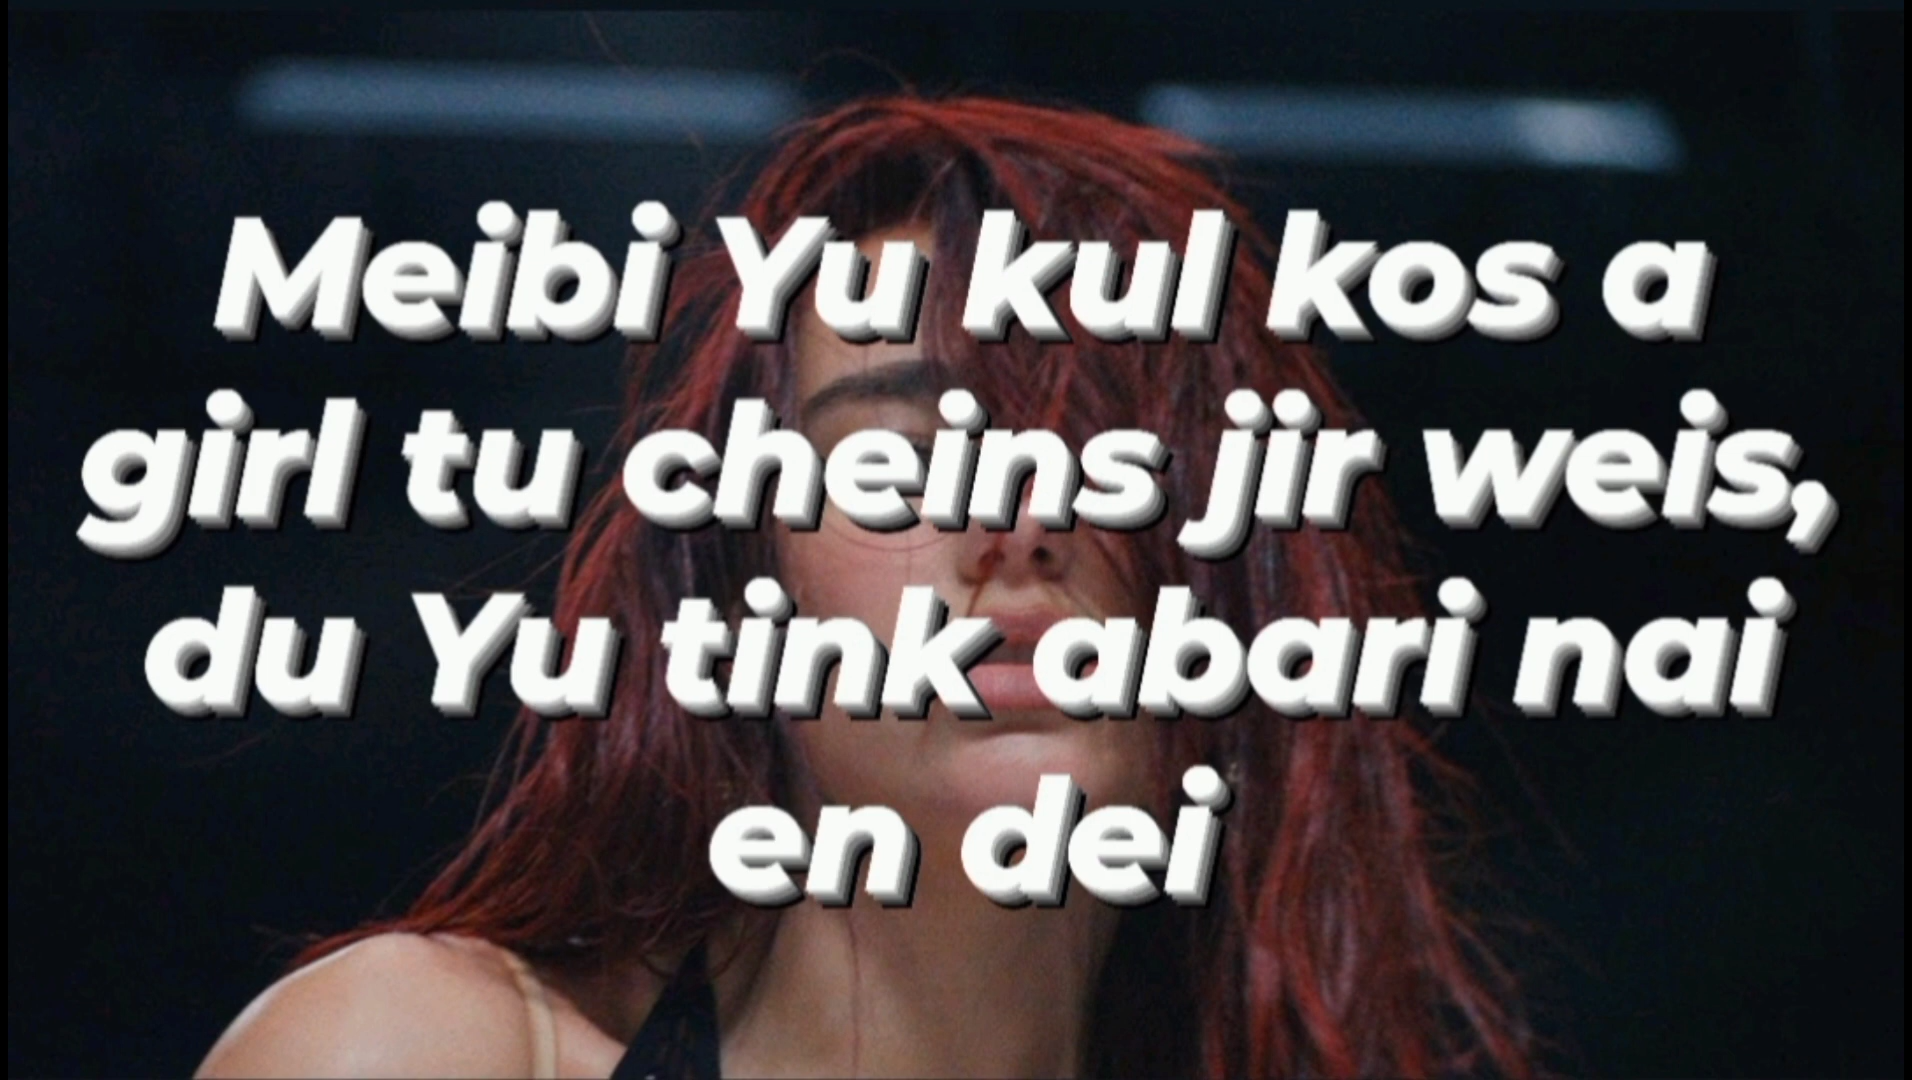 Meibi Yu kul kos a
girl tu cheins jir weis,
du Yu tink abari nai
en dei